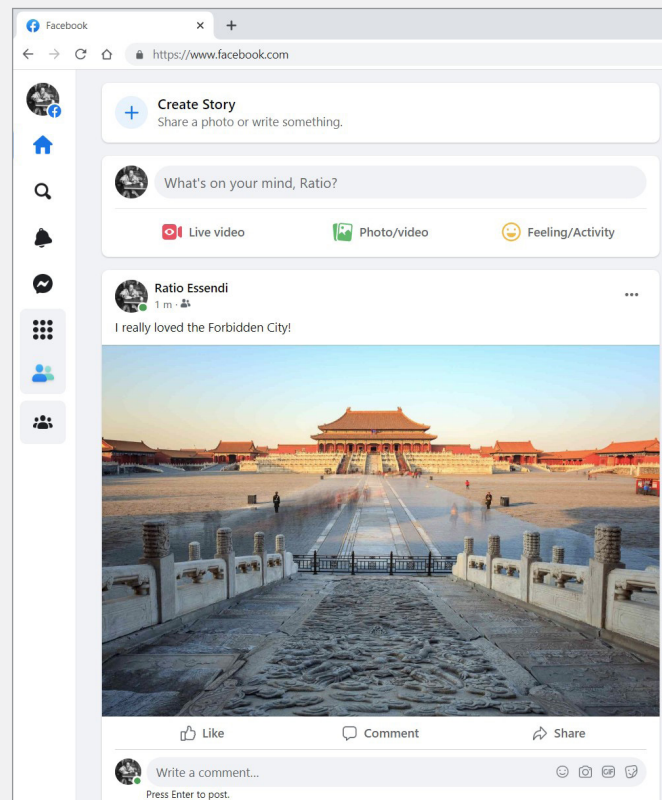 Facebook
https://www.facebook.com
Create Story
Share a photo or write something.
What's on your mind, Ratio?
Live video
Photo/video
Feeling/Activity
Ratio Essendi
1 m ·
I really loved the Forbidden City!
Like
Comment
Share
Write a comment...
GIF
Press Enter to post.